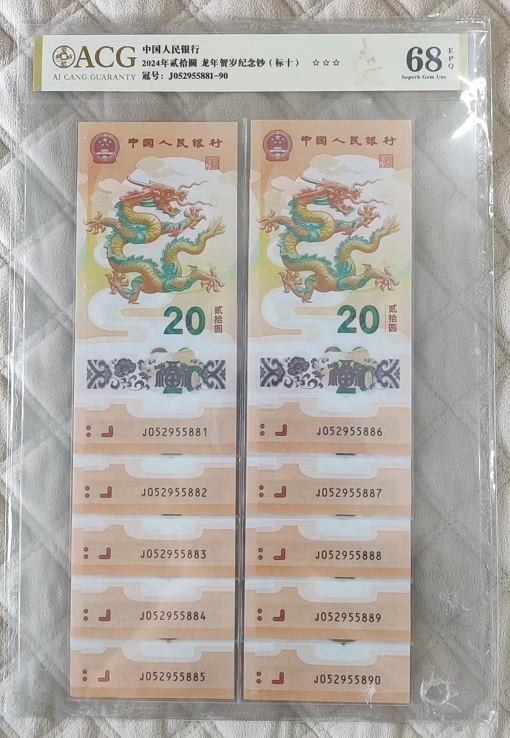 ACG
AI CANG GUARANTY
中国人民银行
2024年贰拾圆 龙年贺岁纪念钞（标十） ☆☆☆
冠号：J052955881-90
68 EPQ
Superb Gem Unc
中国人民银行
20 贰拾圆
福
J052955881
J052955882
J052955883
J052955884
J052955885
中国人民银行
20 贰拾圆
福
J052955886
J052955887
J052955888
J052955889
J052955890